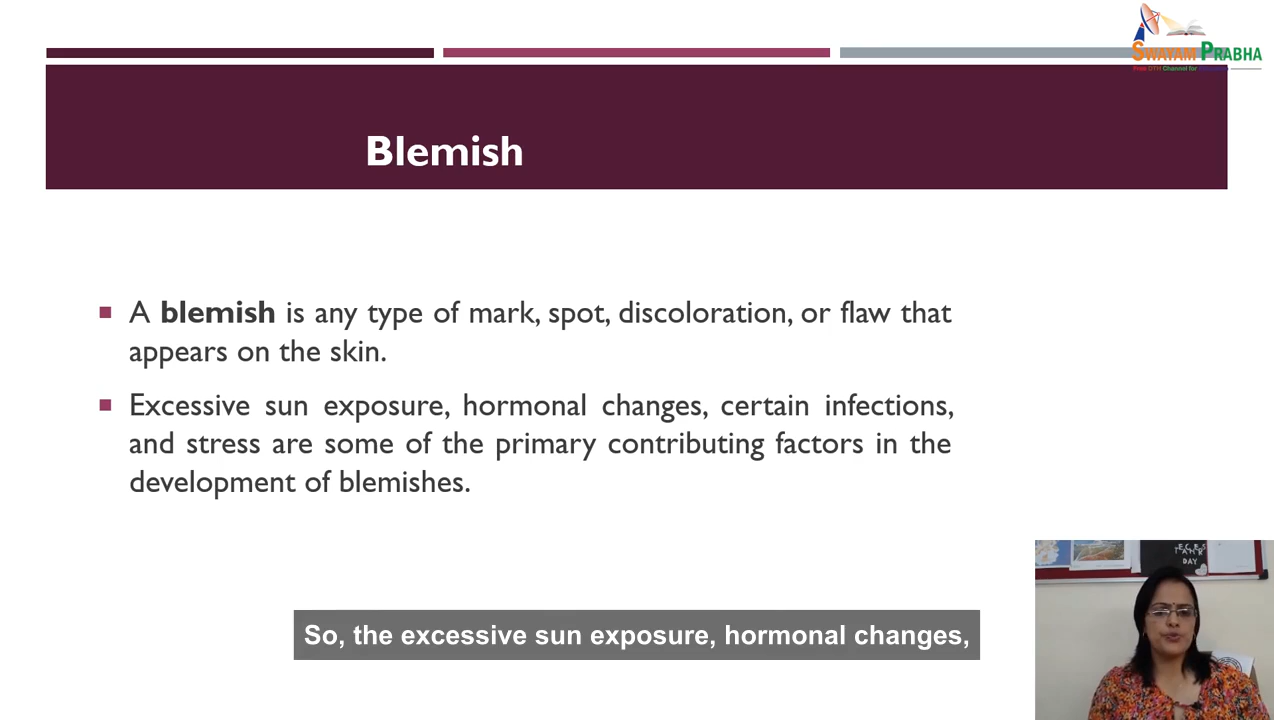 SWAYAM PRABHA
Blemish
A blemish is any type of mark, spot, discoloration, or flaw that
appears on the skin.
Excessive sun exposure, hormonal changes, certain infections,
and stress are some of the primary contributing factors in the
development of blemishes.
DAY
So, the excessive sun exposure, hormonal changes,